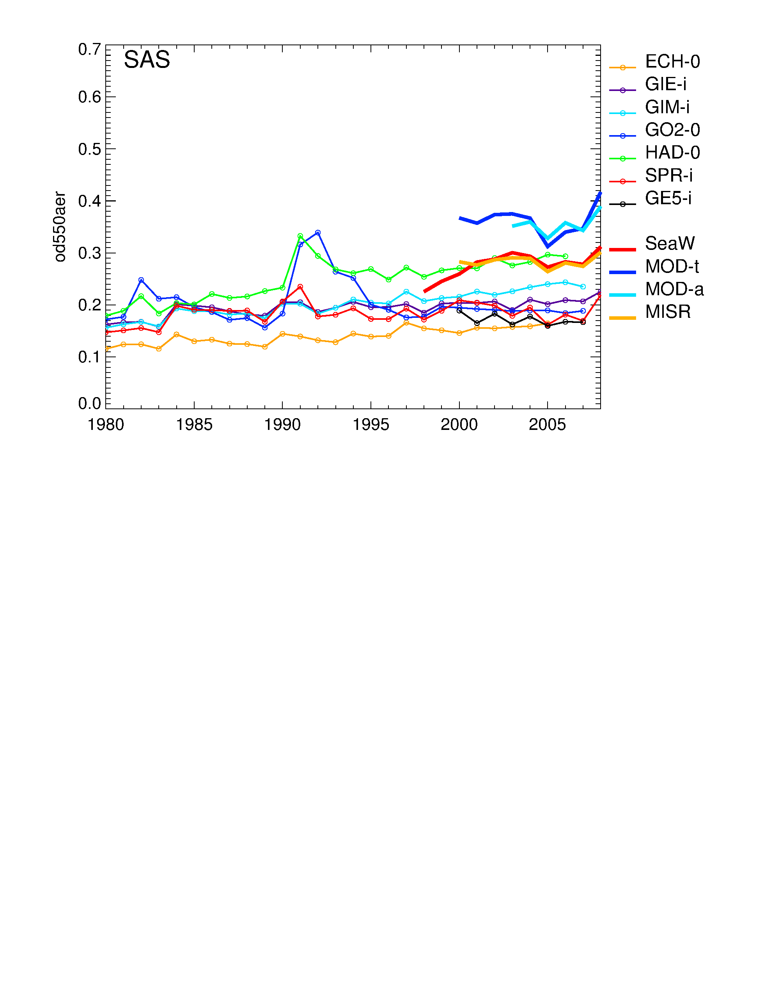 SAS
0.7
0.6
0.5
0.4
0.3
0.2
0.1
0.0
od550aer
1980 1985 1990 1995 2000 2005
ECH-0
GIE-i
GIM-i
GO2-0
HAD-0
SPR-i
GE5-i
SeaW
MOD-t
MOD-a
MISR